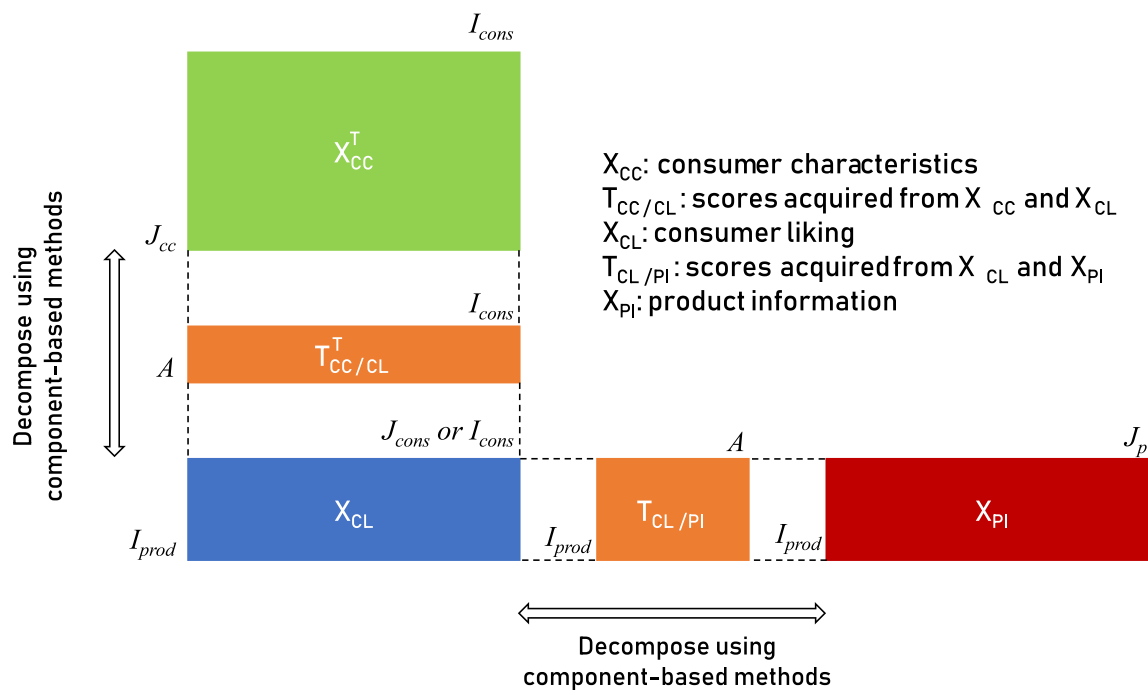 I_cons
X_CC^T
J_cc
I_cons
T_CC/CL^T
A
J_cons or I_cons
X_CL
I_prod
Decompose using
component-based methods
X_CC: consumer characteristics
T_CC/CL: scores acquired from X_CC and X_CL
X_CL: consumer liking
T_CL/PI: scores acquired from X_CL and X_PI
X_PI: product information
A
T_CL/PI
I_prod
J_p
X_PI
I_prod
Decompose using
component-based methods